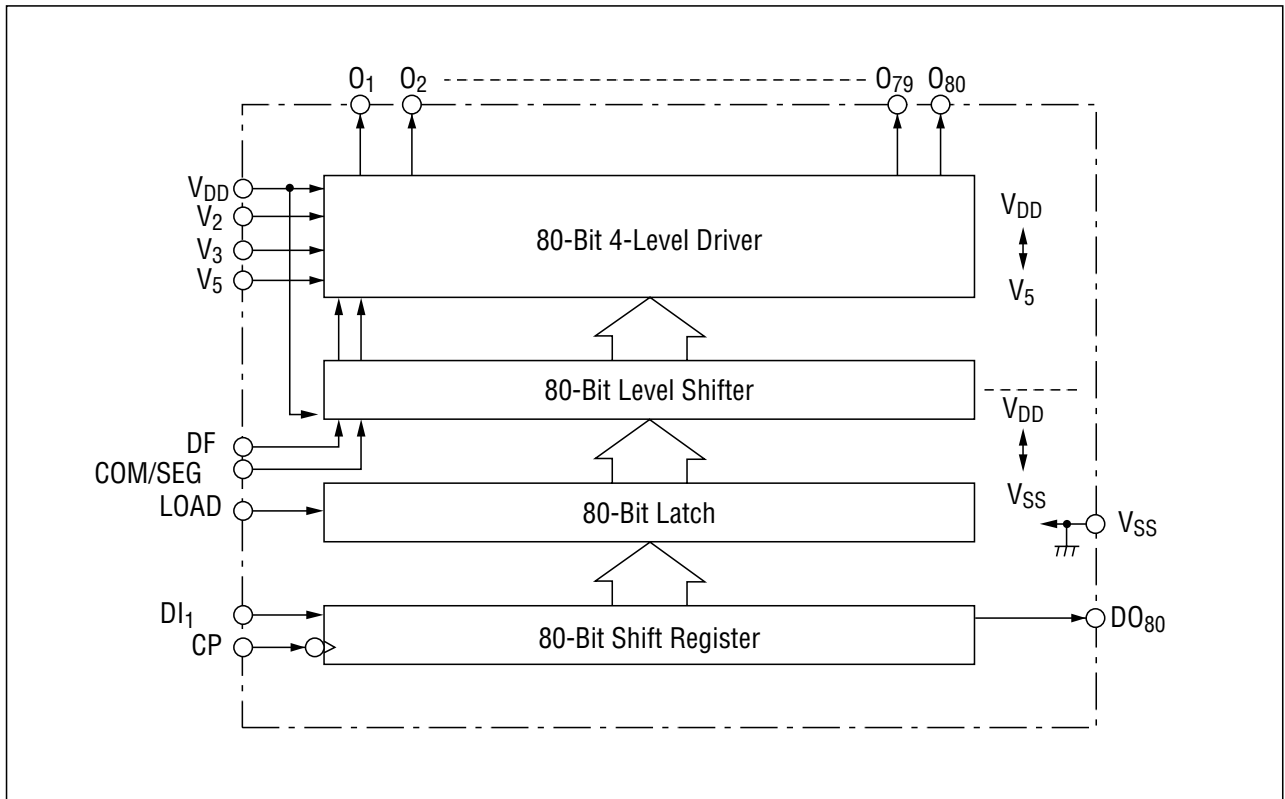 O1 O2 O79 O80
VDD
V2
V3
V5
80-Bit 4-Level Driver
VDD
V5
80-Bit Level Shifter
VDD
VSS
DF
COM/SEG
LOAD
80-Bit Latch
VSS
DI1
CP
80-Bit Shift Register
DO80